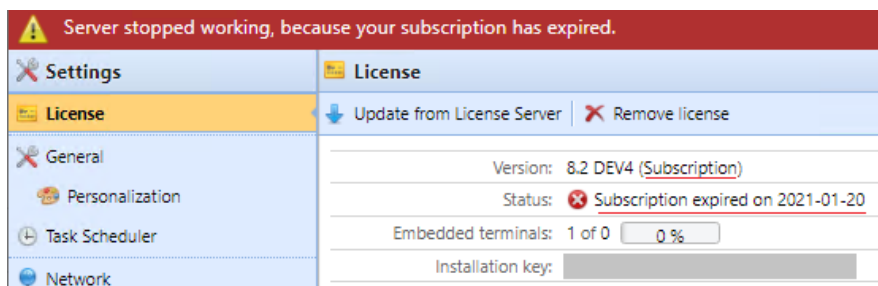 Server stopped working, because your subscription has expired.
Settings
License
General
Personalization
Task Scheduler
Network
License
Update from License Server
Remove license
Version: 8.2 DEV4 (Subscription)
Status: Subscription expired on 2021-01-20
Embedded terminals: 1 of 0 0 %
Installation key: